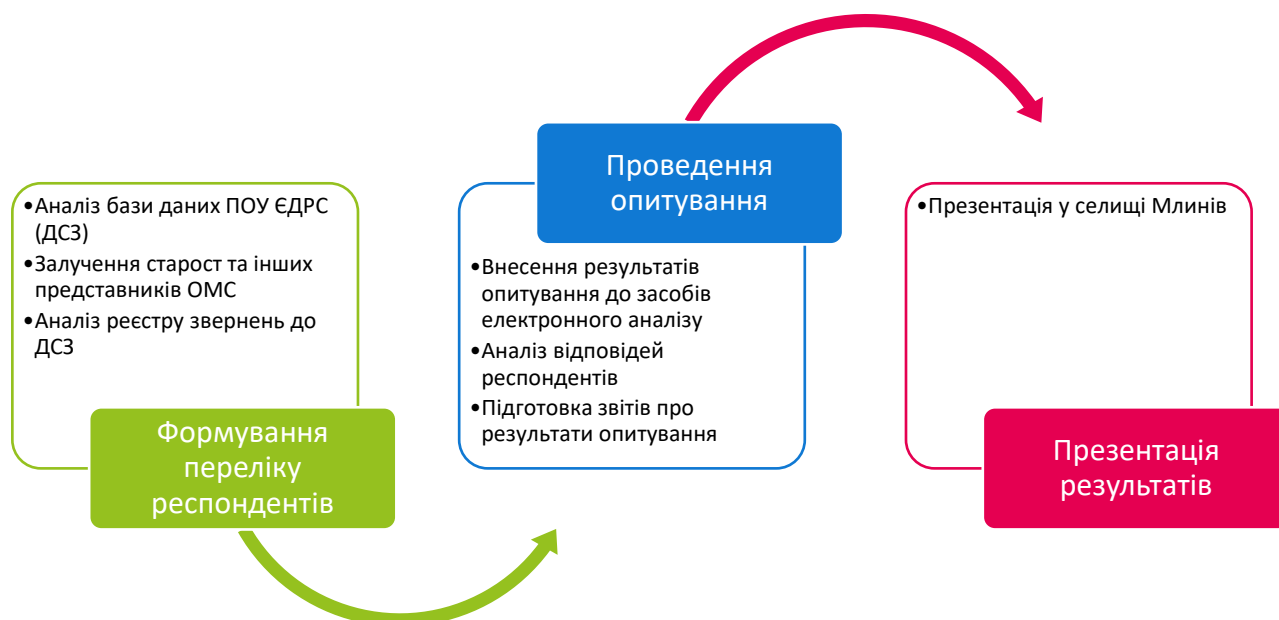 •Аналіз бази даних ПОУ ЄДРС
(ДСЗ)
•Залучення старост та інших
представників ОМС
•Аналіз реєстру звернень до
ДСЗ
Формування
переліку
респондентів
Проведення
опитування
•Внесення результатів
опитування до засобів
електронного аналізу
•Аналіз відповідей
респондентів
•Підготовка звітів про
результати опитування
•Презентація у селищі Млинів
Презентація
результатів